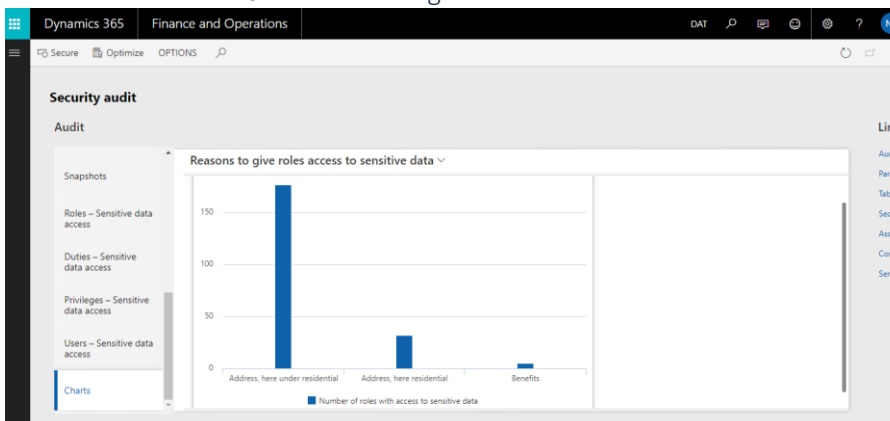 Dynamics 365 Finance and Operations DAT ?
Secure Optimize OPTIONS
Security audit
Audit
Snapshots
Roles – Sensitive data
access
Duties – Sensitive
data access
Privileges – Sensitive
data access
Users – Sensitive data
access
Charts
Reasons to give roles access to sensitive data
150
100
50
0
Address, here under residential Address, here residential Benefits
Number of roles with access to sensitive data